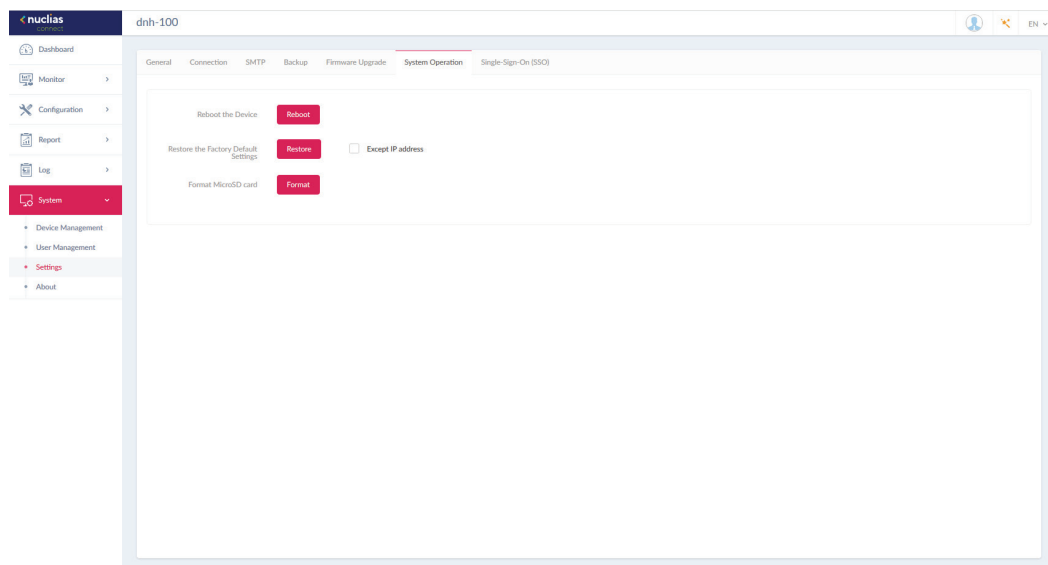 nuclias
connect
dnh-100
EN
Dashboard
Monitor
Configuration
Report
Log
System
Device Management
User Management
Settings
About
General Connection SMTP Backup Firmware Upgrade System Operation Single-Sign-On (SSO)
Reboot the Device Reboot
Restore the Factory Default
Settings
Restore Except IP address
Format MicroSD card Format